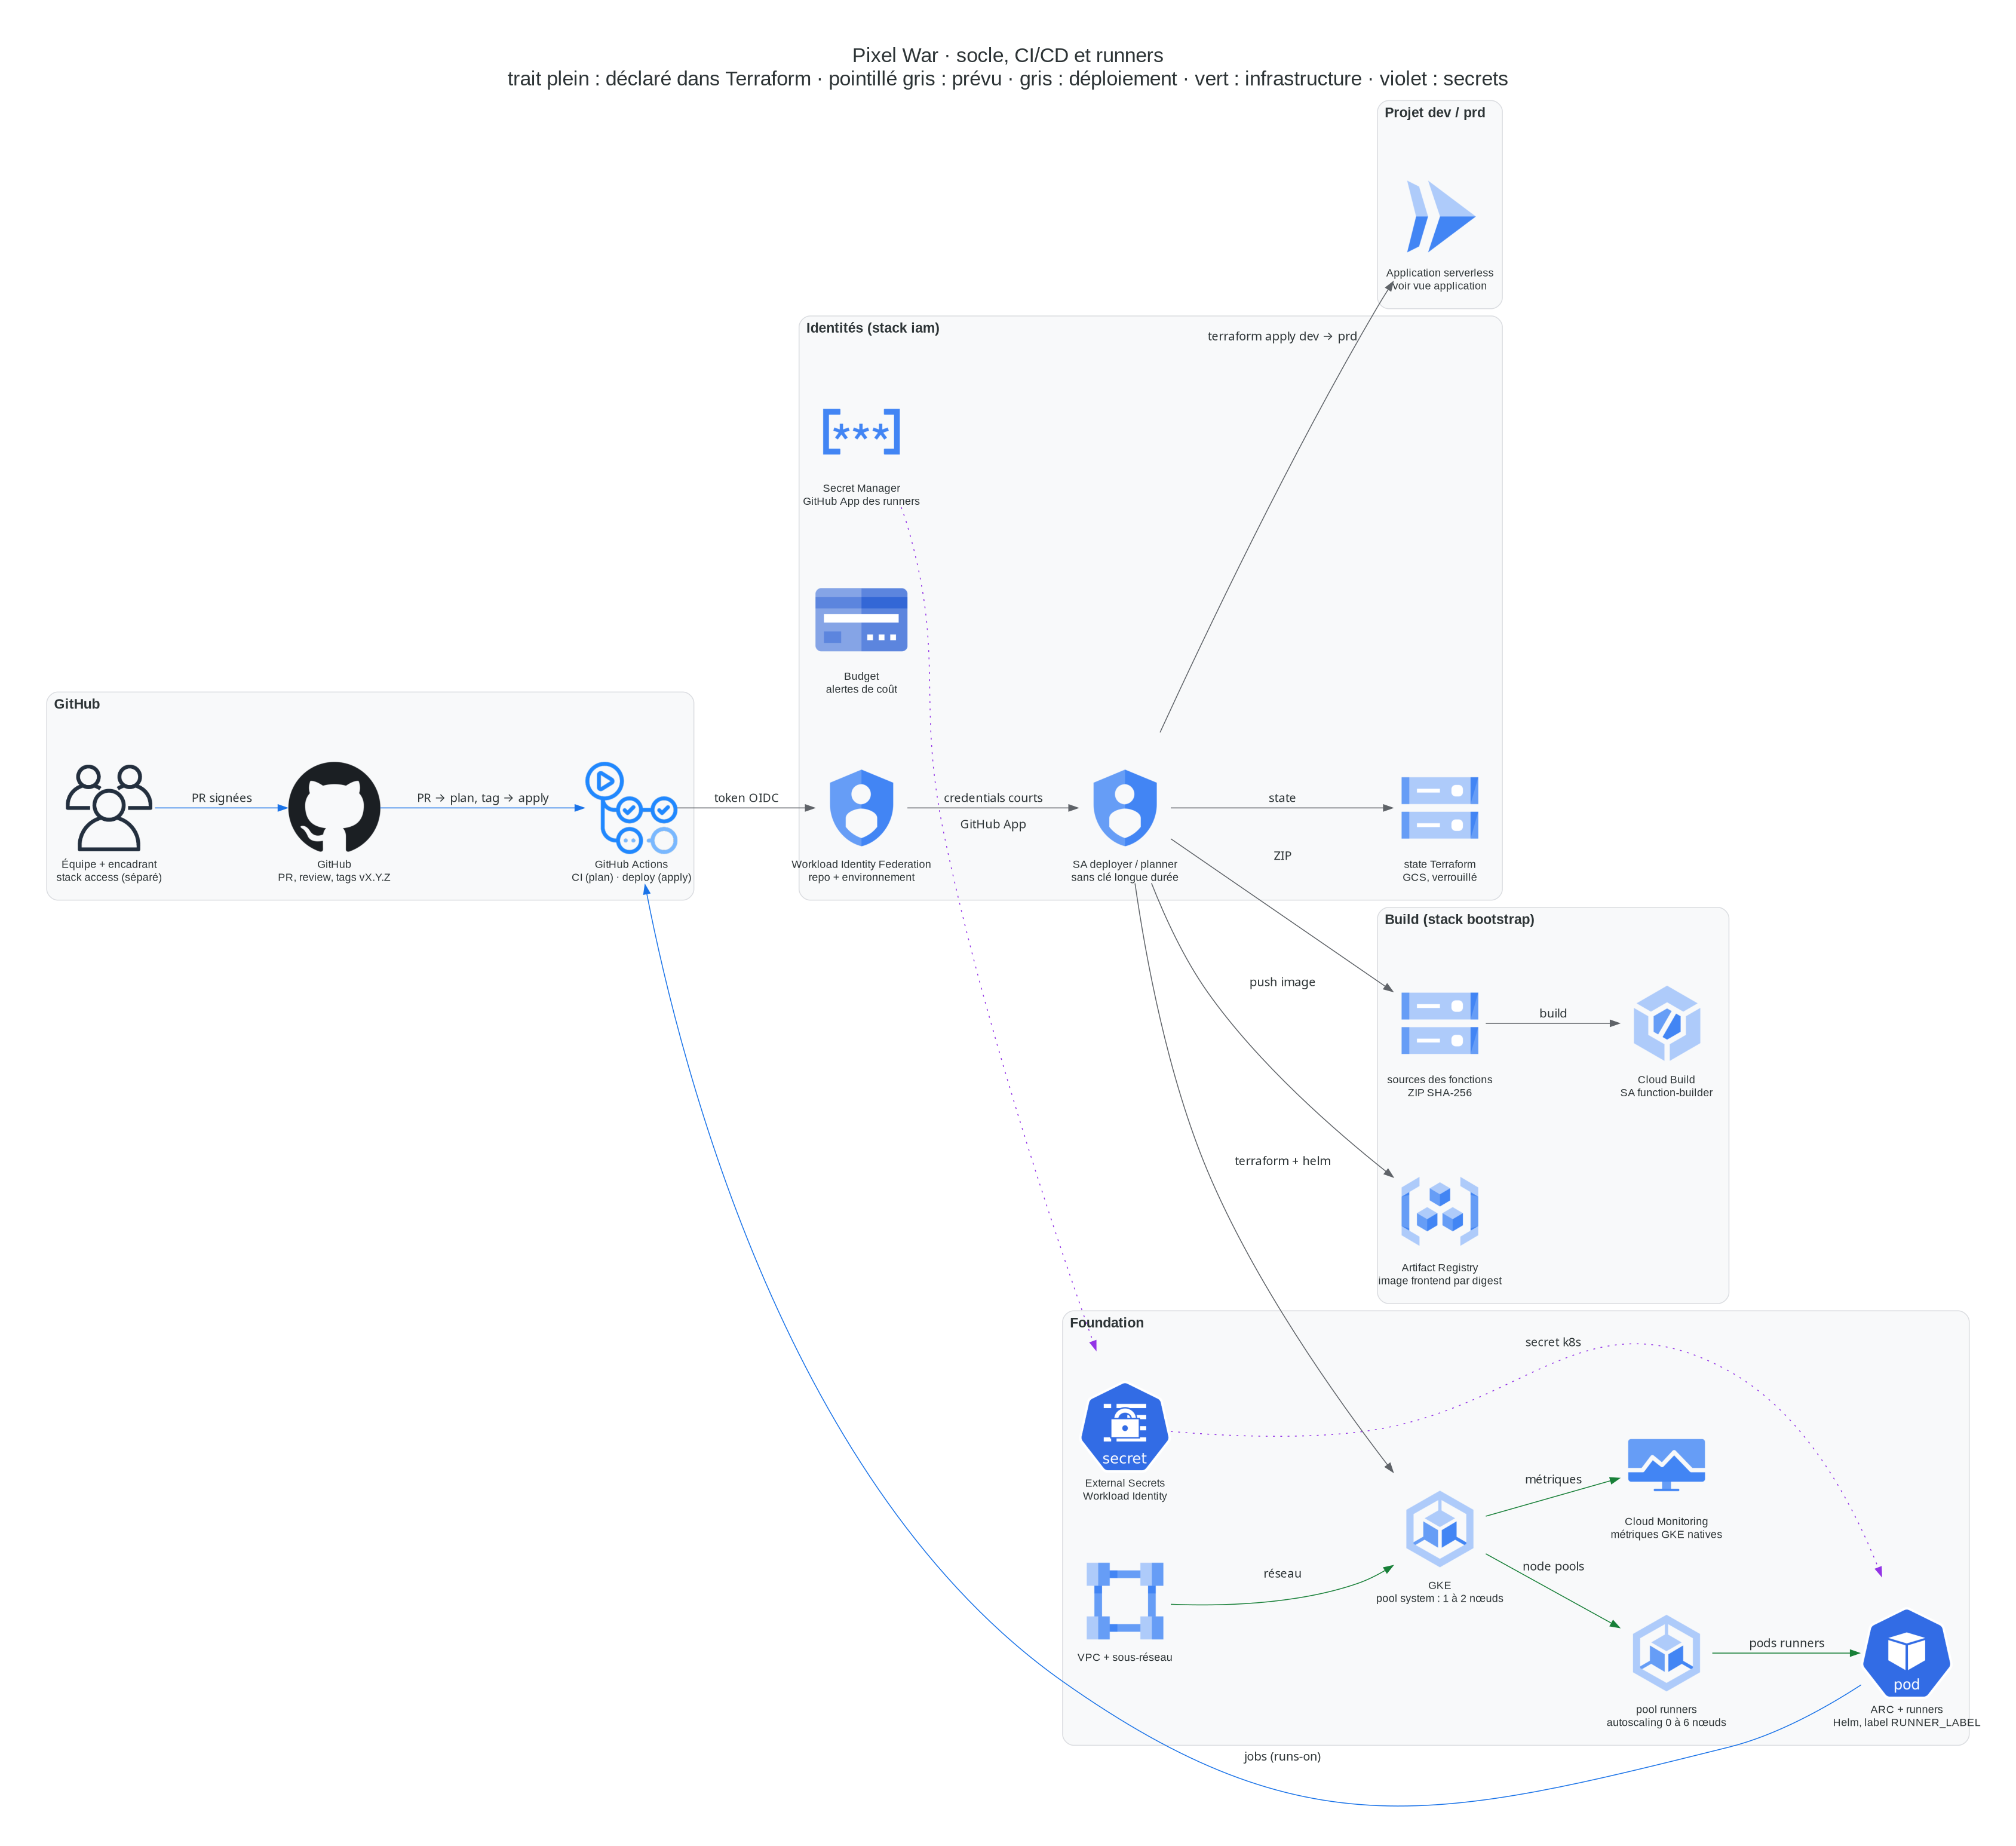 Pixel War · socle, CI/CD et runners
trait plein : déclaré dans Terraform · pointillé gris : prévu · gris : déploiement · vert : infrastructure · violet : secrets
Projet dev / prd
Application serverless
voir vue application
Identités (stack iam)
terraform apply dev → prd
Secret Manager
GitHub App des runners
Budget
alertes de coût
GitHub
PR signées
PR → plan, tag → apply
token OIDC
credentials courts
GitHub App
state
Équipe + encadrant
stack access (séparé)
GitHub
PR, review, tags vX.Y.Z
GitHub Actions
CI (plan) · deploy (apply)
Workload Identity Federation
repo + environnement
SA deployer / planner
sans clé longue durée
state Terraform
GCS, verrouillé
ZIP
Build (stack bootstrap)
push image
build
sources des fonctions
ZIP SHA-256
Cloud Build
SA function-builder
terraform + helm
Artifact Registry
image frontend par digest
Foundation
secret k8s
secret
External Secrets
Workload Identity
métriques
Cloud Monitoring
métriques GKE natives
réseau
node pools
GKE
pool system : 1 à 2 nœuds
VPC + sous-réseau
pods runners
pod
pool runners
autoscaling 0 à 6 nœuds
ARC + runners
Helm, label RUNNER_LABEL
jobs (runs-on)